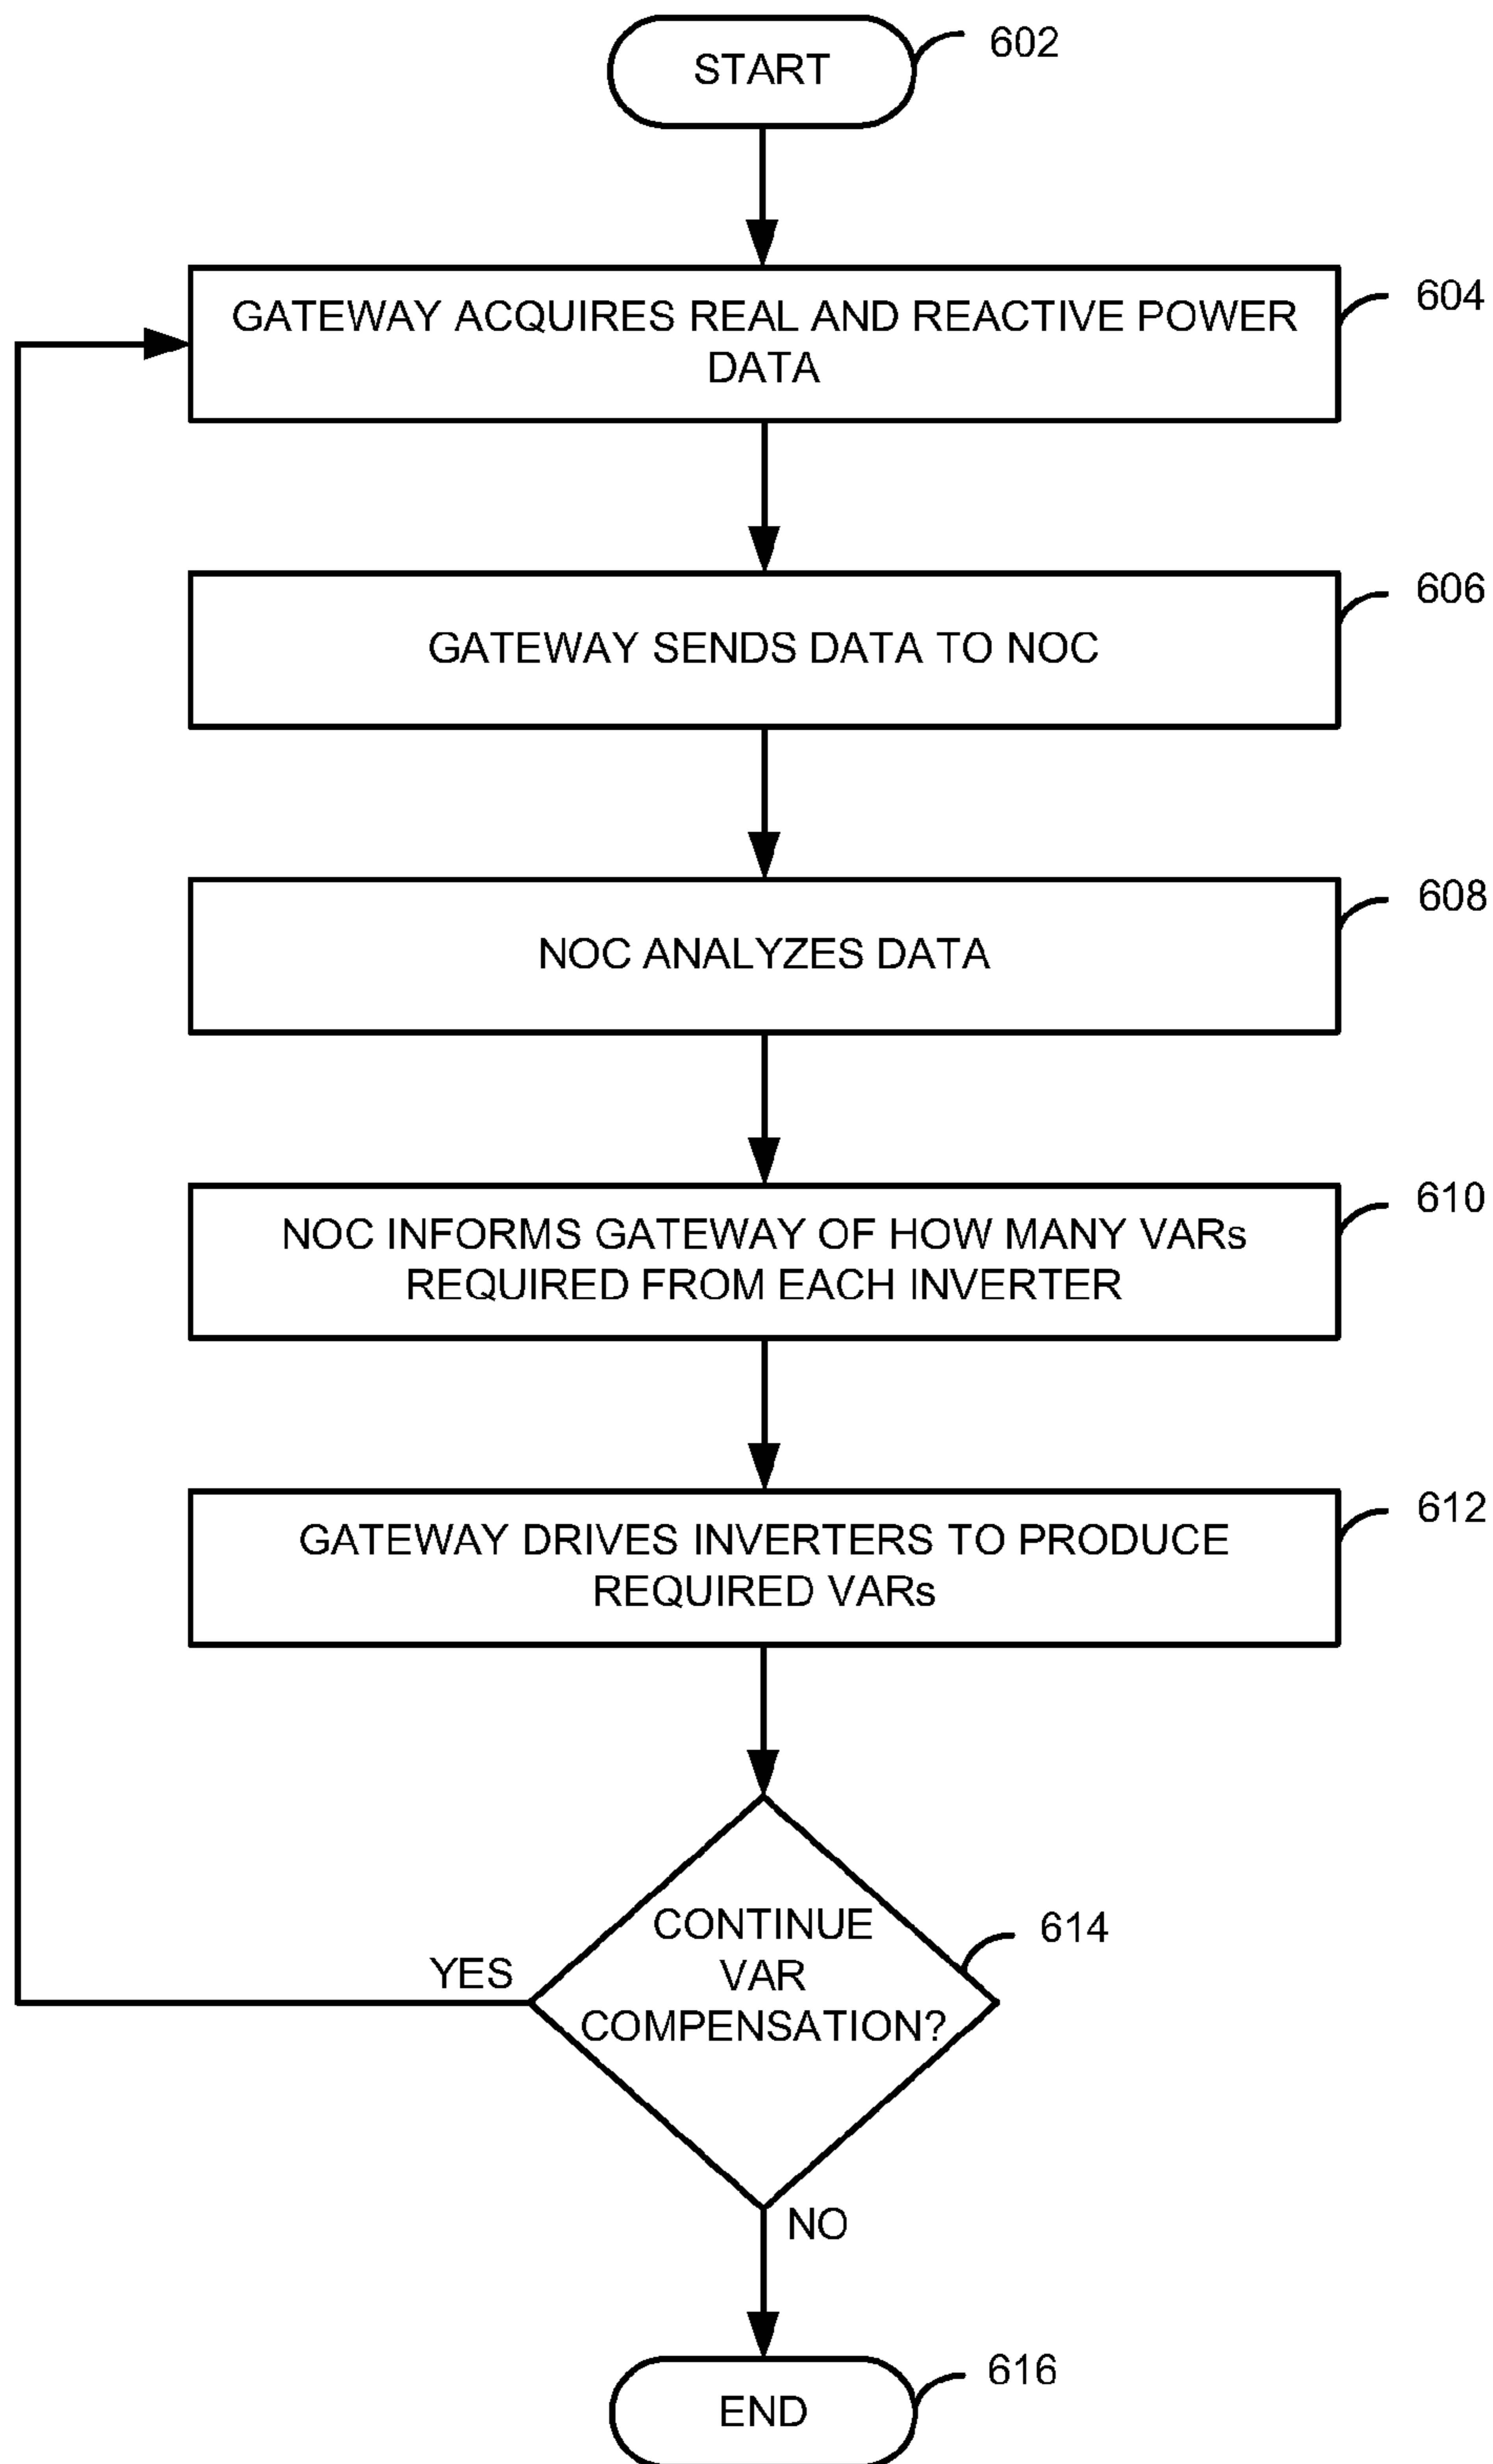 START
602
GATEWAY ACQUIRES REAL AND REACTIVE POWER
DATA
604
GATEWAY SENDS DATA TO NOC
606
NOC ANALYZES DATA
608
NOC INFORMS GATEWAY OF HOW MANY VARs
REQUIRED FROM EACH INVERTER
610
GATEWAY DRIVES INVERTERS TO PRODUCE
REQUIRED VARs
612
CONTINUE
VAR
COMPENSATION?
614
YES
NO
END
616